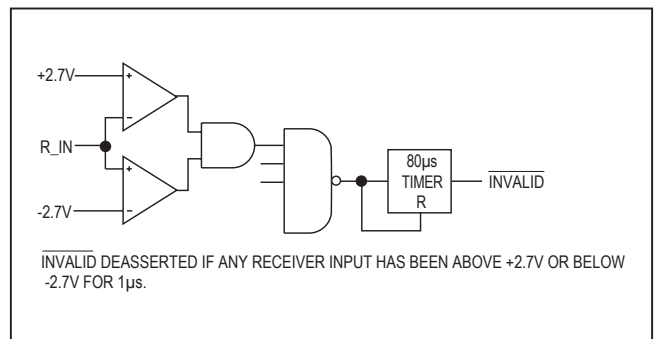 +2.7V
+
-
R_IN
+
-
-2.7V
80µs
TIMER
R
INVALID
INVALID DEASSERTED IF ANY RECEIVER INPUT HAS BEEN ABOVE +2.7V OR BELOW
-2.7V FOR 1µs.